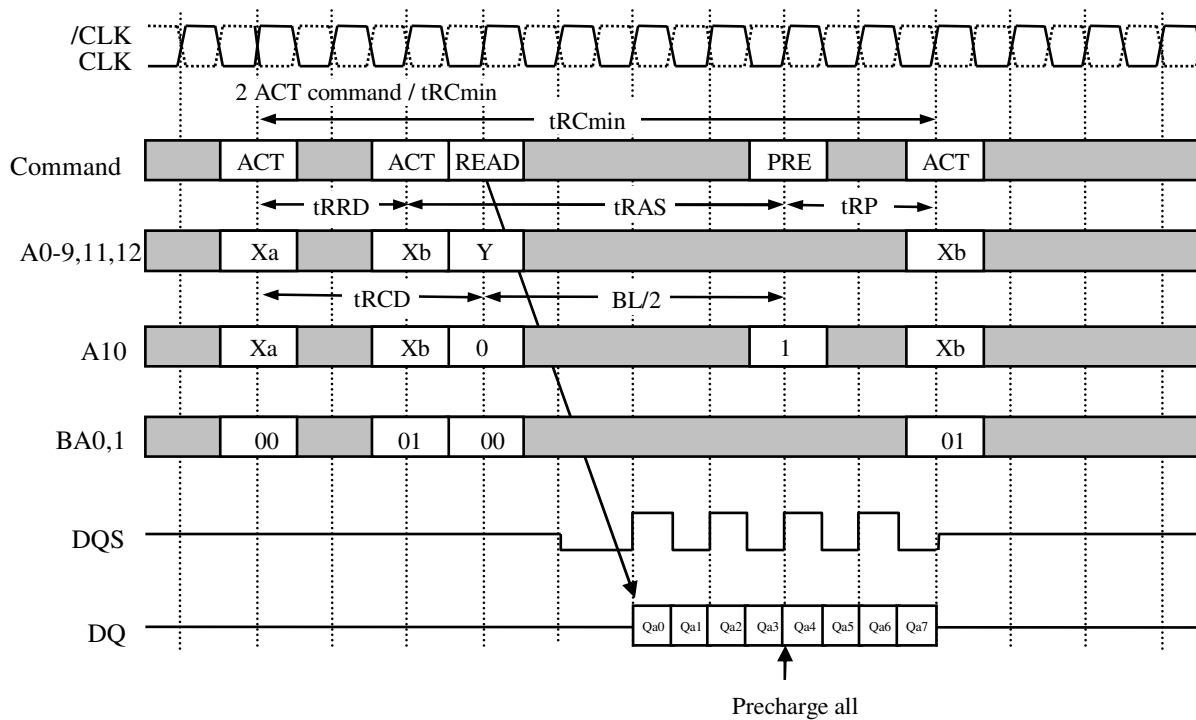 /CLK
CLK
2 ACT command / tRCmin
tRCmin
Command ACT ACT READ PRE ACT
tRRD tRAS tRP
A0-9,11,12 Xa Xb Y Xb
tRCD BL/2
A10 Xa Xb 0 1 Xb
BA0,1 00 01 00 01
DQS
DQ Qa0 Qa1 Qa2 Qa3 Qa4 Qa5 Qa6 Qa7
Precharge all